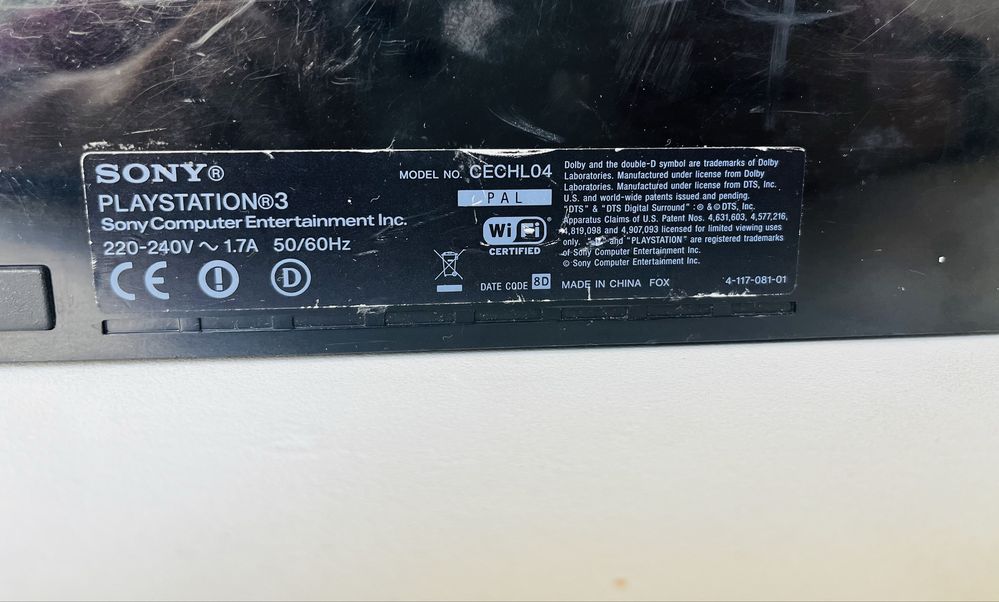 SONY®
PLAYSTATION®3
Sony Computer Entertainment Inc.
220-240V ~ 1.7A 50/60Hz
CE
D
MODEL NO. CECHL04
PAL
Wi Fi ®
CERTIFIED
DATE CODE 8D
Dolby and the double-D symbol are trademarks of Dolby
Laboratories. Manufactured under license from Dolby
Laboratories. Manufactured under license from DTS, Inc.
U.S. and world-wide patents issued and pending.
"DTS" & "DTS Digital Surround" : © & © DTS, Inc.
Apparatus Claims of U.S. Patent Nos. 4,631,603, 4,577,216,
4,819,098 and 4,907,093 licensed for limited viewing uses
only. and "PLAYSTATION" are registered trademarks
of Sony Computer Entertainment Inc.
© Sony Computer Entertainment Inc.
MADE IN CHINA FOX 4-117-081-01